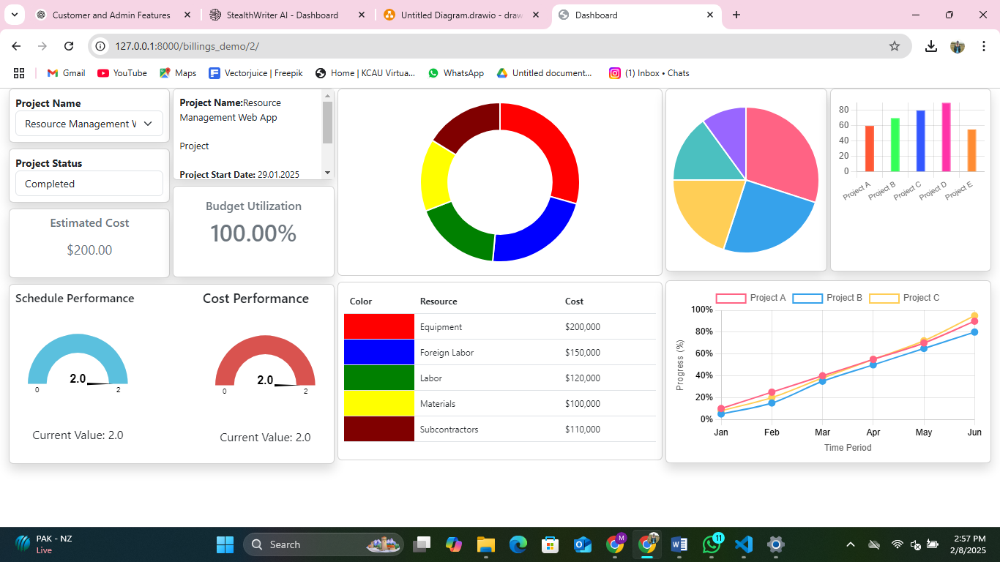 Customer and Admin Features
StealthWriter AI - Dashboard
Untitled Diagram.drawio - draw
Dashboard
127.0.0.1:8000/billings_demo/2/
Gmail
YouTube
Maps
Vectorjuice | Freepik
Home | KCAU Virtua...
WhatsApp
Untitled document...
(1) Inbox • Chats
Project Name
Resource Management W
Project Status
Completed
Estimated Cost
$200.00
Project Name:Resource
Management Web App
Project
Project Start Date: 29.01.2025
Budget Utilization
100.00%
80
60
40
20
0
Project A
Project B
Project C
Project D
Project E
Schedule Performance
2.0
0
2
Current Value: 2.0
Cost Performance
2.0
0
2
Current Value: 2.0
Color Resource Cost
Equipment $200,000
Foreign Labor $150,000
Labor $120,000
Materials $100,000
Subcontractors $110,000
Project A Project B Project C
100%
80%
60%
40%
20%
0%
Progress (%)
Jan Feb Mar Apr May Jun
Time Period
PAK - NZ
Live
Search
M
11
2:57 PM
2/8/2025